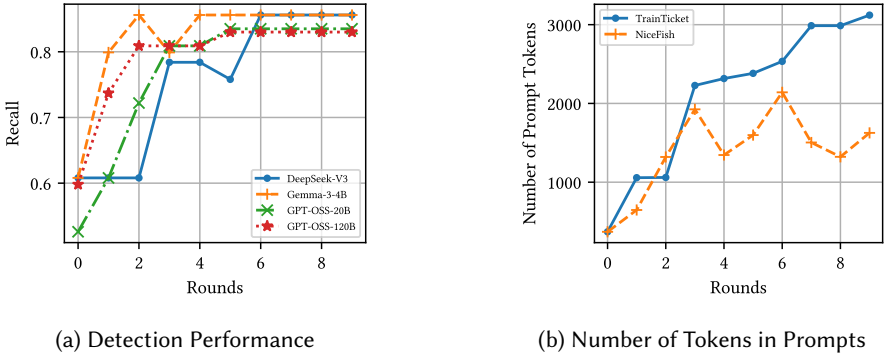 Recall
0.8
0.7
0.6
0
2
4
6
8
Rounds
DeepSeek-V3
Gemma-3-4B
GPT-OSS-20B
GPT-OSS-120B
(a) Detection Performance
Number of Prompt Tokens
3000
2000
1000
0
2
4
6
8
Rounds
TrainTicket
NiceFish
(b) Number of Tokens in Prompts